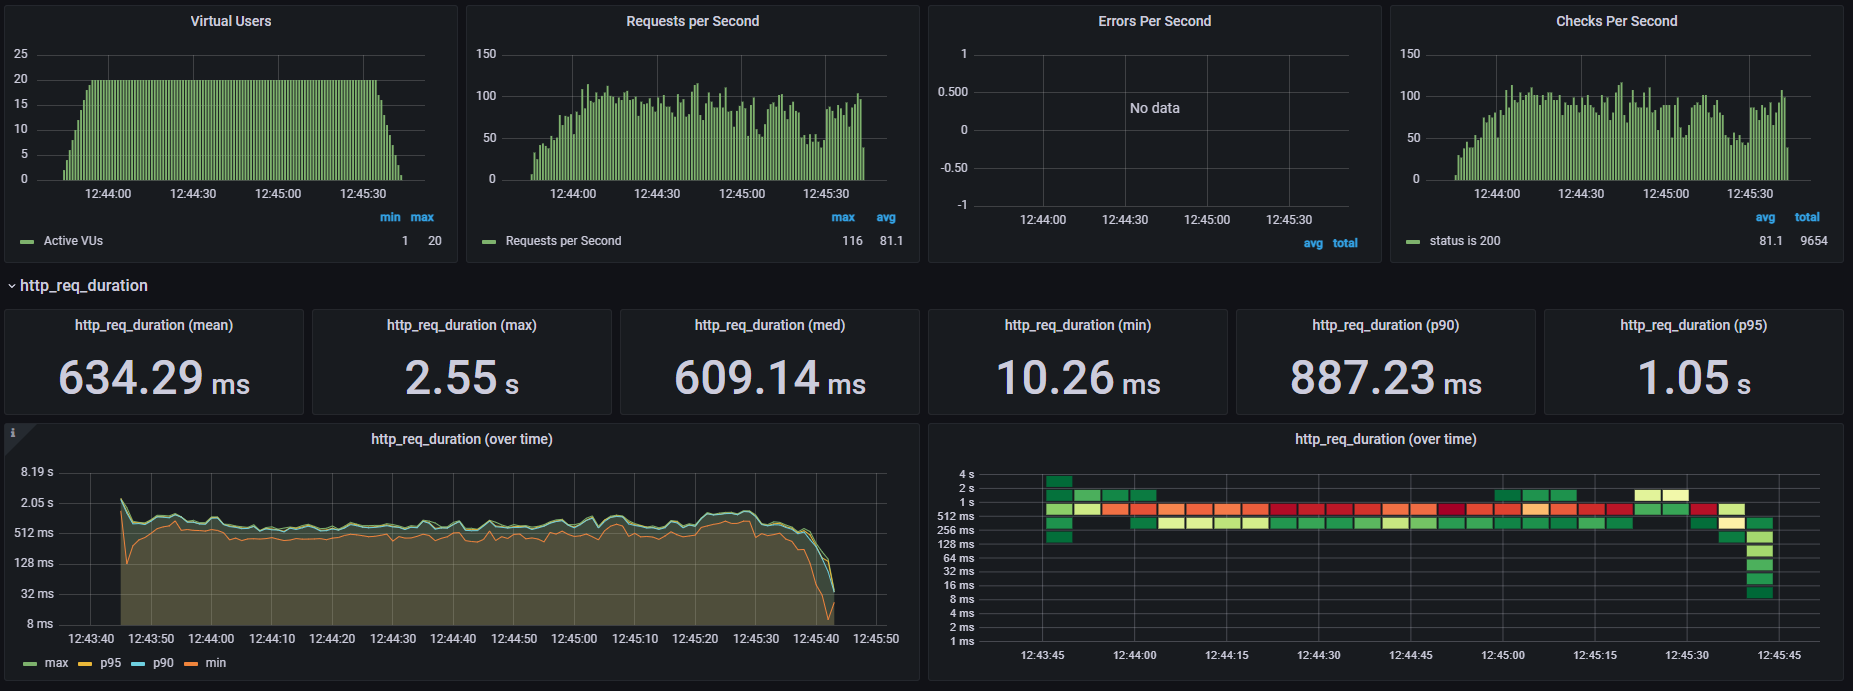 Virtual Users
25
20
15
10
5
0
12:44:00 12:44:30 12:45:00 12:45:30
min max
Active VUs 1 20
Requests per Second
150
100
50
0
12:44:00 12:44:30 12:45:00 12:45:30
max avg
Requests per Second 116 81.1
Errors Per Second
1
0.500
0
-0.50
-1
No data
12:44:00 12:44:30 12:45:00 12:45:30
avg total
Checks Per Second
150
100
50
0
12:44:00 12:44:30 12:45:00 12:45:30
avg total
status is 200 81.1 9654
http_req_duration
http_req_duration (mean)
634.29 ms
http_req_duration (max)
2.55 s
http_req_duration (med)
609.14 ms
http_req_duration (min)
10.26 ms
http_req_duration (p90)
887.23 ms
http_req_duration (p95)
1.05 s
i
http_req_duration (over time)
8.19 s
2.05 s
512 ms
128 ms
32 ms
8 ms
12:43:40 12:43:50 12:44:00 12:44:10 12:44:20 12:44:30 12:44:40 12:44:50 12:45:00 12:45:10 12:45:20 12:45:30 12:45:40 12:45:50
max p95 p90 min
http_req_duration (over time)
4 s
2 s
1 s
512 ms
256 ms
128 ms
64 ms
32 ms
16 ms
8 ms
4 ms
2 ms
1 ms
12:43:45 12:44:00 12:44:15 12:44:30 12:44:45 12:45:00 12:45:15 12:45:30 12:45:45